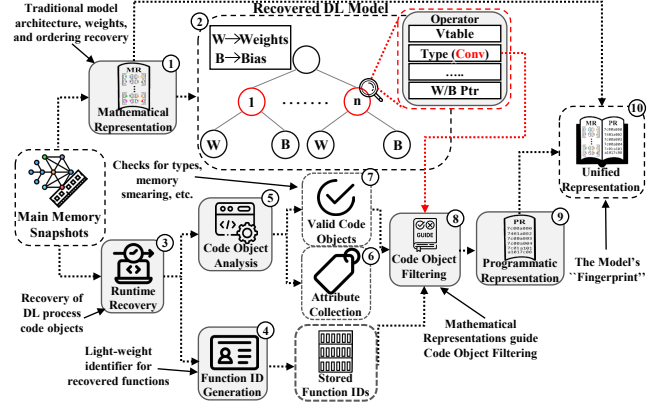 Traditional model
architecture, weights,
and ordering recovery
MR
1
Mathematical
Representation
2
Recovered DL Model
W→Weights
B→Bias
1
.......
n
W
B
W
B
Operator
Vtable
Type (Conv)
.....
W/B Ptr
10
MR PR
Unified
Representation
The Model's
``Fingerprint''
Main Memory
Snapshots
3
Runtime
Recovery
Recovery of
DL process
code objects
Checks for types,
memory
smearing, etc.
5
Code Object
Analysis
7
Valid Code
Objects
6
Attribute
Collection
GUIDE
8
Code Object
Filtering
9
PR
Programmatic
Representation
Mathematical
Representations guide
Code Object Filtering
Light-weight
identifier for
recovered functions
4
Function ID
Generation
Stored
Function IDs